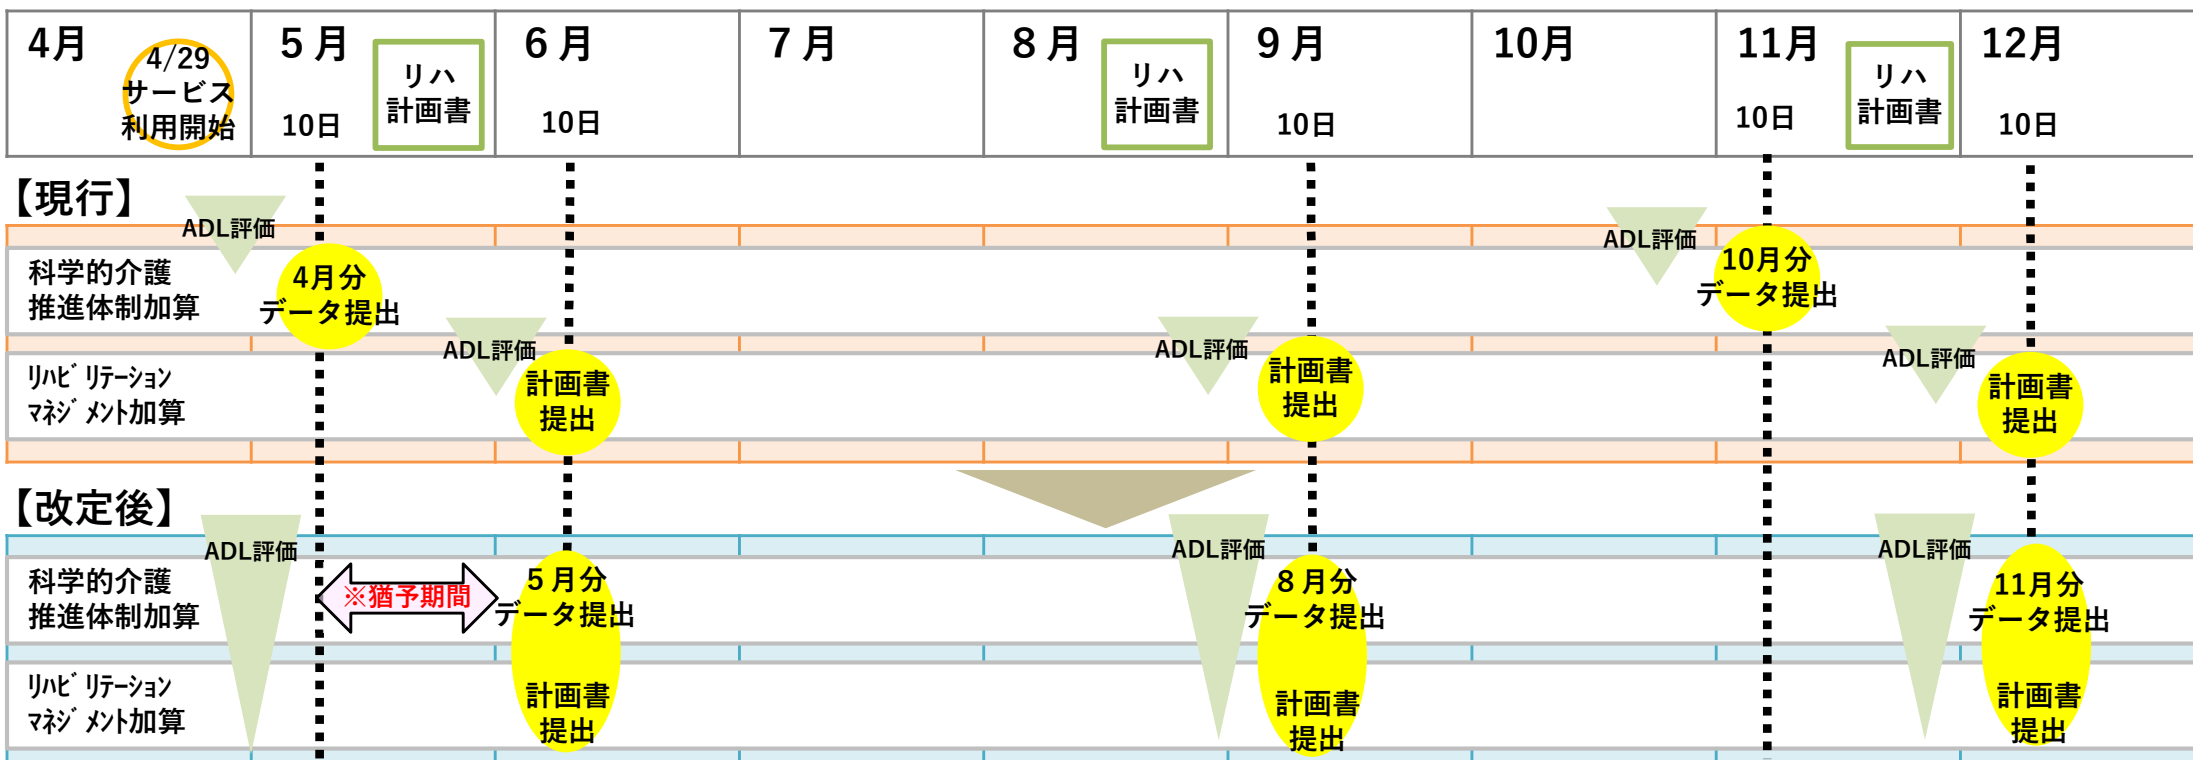 4月
4/29
サービス
利用開始
５月
10日
リハ
計画書
６月
10日
７月
８月
リハ
計画書
９月
10日
10月
11月
10日
リハ
計画書
12月
10日
【現行】
ADL評価
ADL評価
科学的介護
推進体制加算
4月分
データ提出
10月分
データ提出
ADL評価
ADL評価
ADL評価
ﾘﾊﾋﾞﾘﾃｰｼｮﾝ
ﾏﾈｼﾞﾒﾝﾄ加算
計画書
提出
計画書
提出
計画書
提出
【改定後】
ADL評価
ADL評価
ADL評価
科学的介護
推進体制加算
※猶予期間
５月分
データ提出
８月分
データ提出
11月分
データ提出
ﾘﾊﾋﾞﾘﾃｰｼｮﾝ
ﾏﾈｼﾞﾒﾝﾄ加算
計画書
提出
計画書
提出
計画書
提出